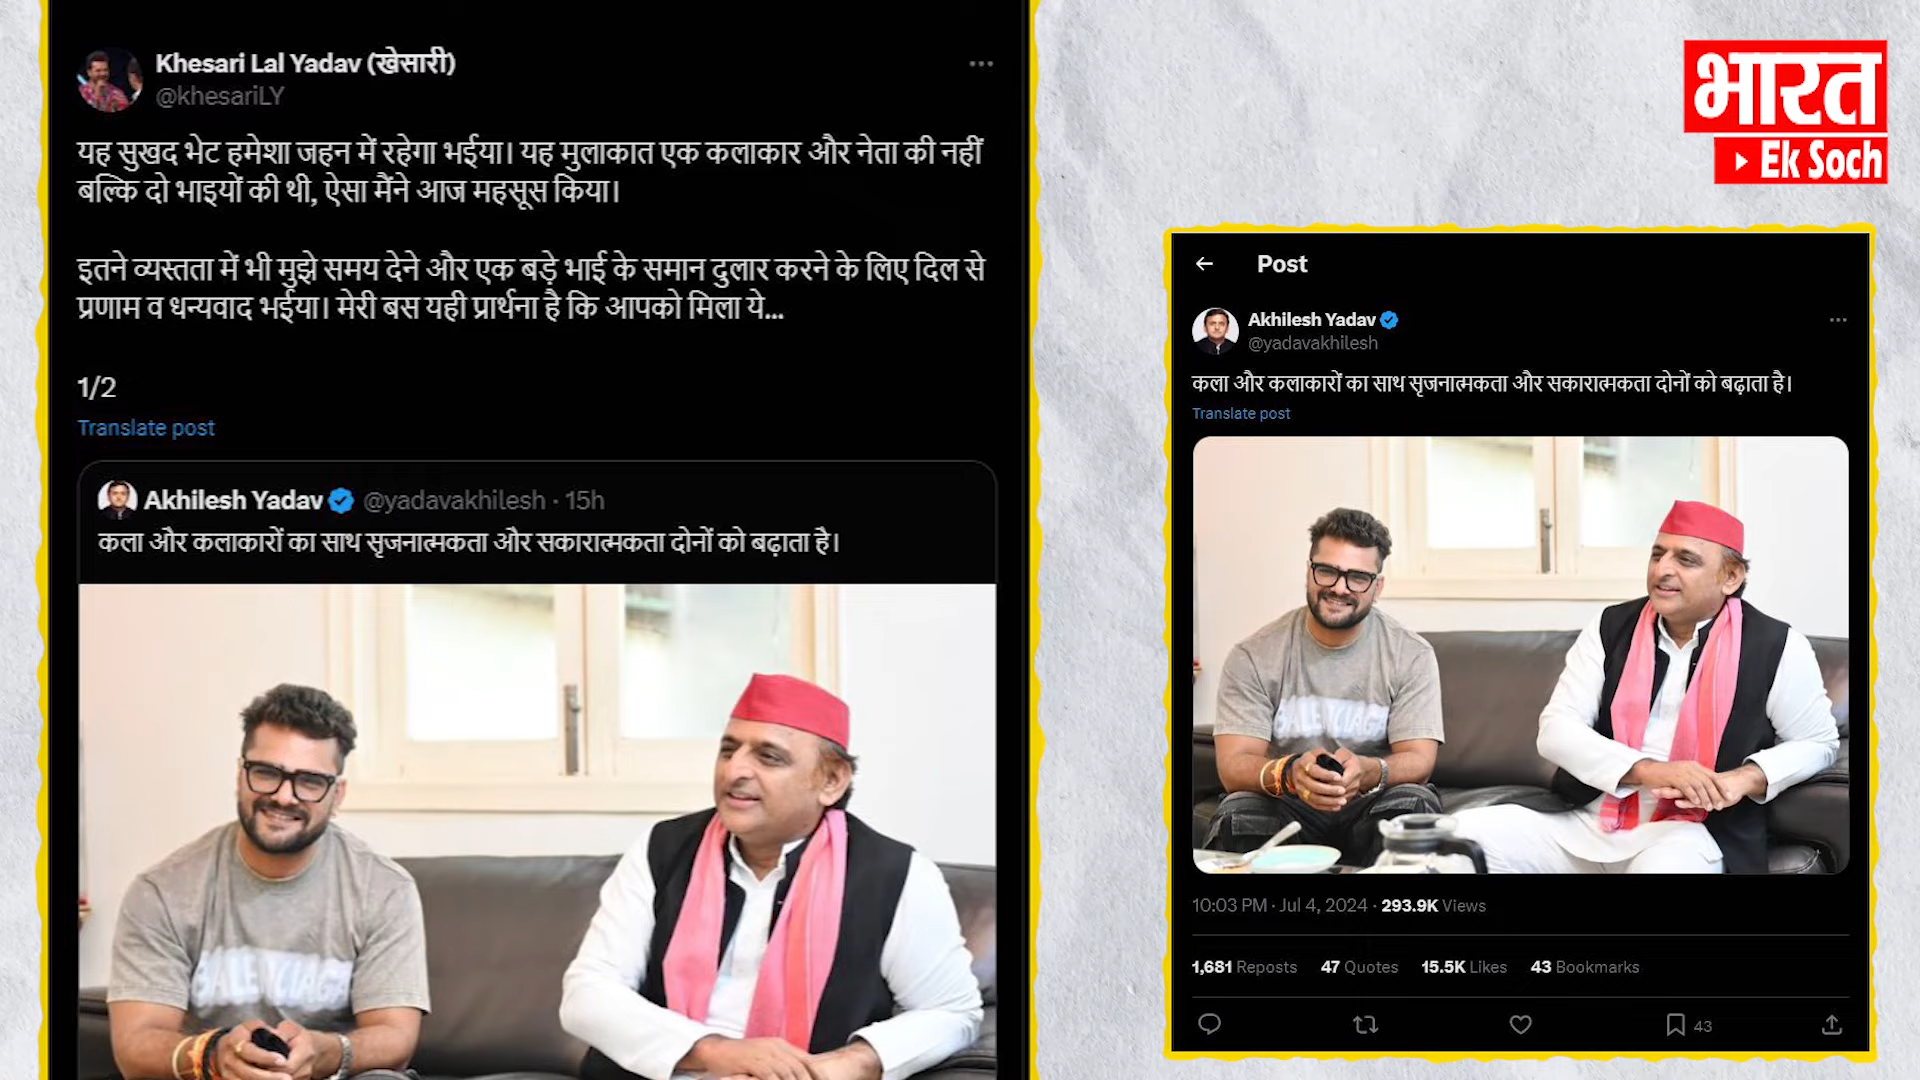 Khesari Lal Yadav (खेसारी)
@khesariLY
यह सुखद भेट हमेशा जहन में रहेगा भईया। यह मुलाकात एक कलाकार और नेता की नहीं
बल्कि दो भाइयों की थी, ऐसा मैंने आज महसूस किया।
इतने व्यस्तता में भी मुझे समय देने और एक बड़े भाई के समान दुलार करने के लिए दिल से
प्रणाम व धन्यवाद भईया। मेरी बस यही प्रार्थना है कि आपको मिला ये...
1/2
Translate post
Akhilesh Yadav @yadavakhilesh · 15h
कला और कलाकारों का साथ सृजनात्मकता और सकारात्मकता दोनों को बढ़ाता है।
BALENCIAGA
भारत
Ek Soch
Post
Akhilesh Yadav
@yadavakhilesh
कला और कलाकारों का साथ सृजनात्मकता और सकारात्मकता दोनों को बढ़ाता है।
Translate post
BALENCIAGA
10:03 PM · Jul 4, 2024 · 293.9K Views
1,681 Reposts 47 Quotes 15.5K Likes 43 Bookmarks
43